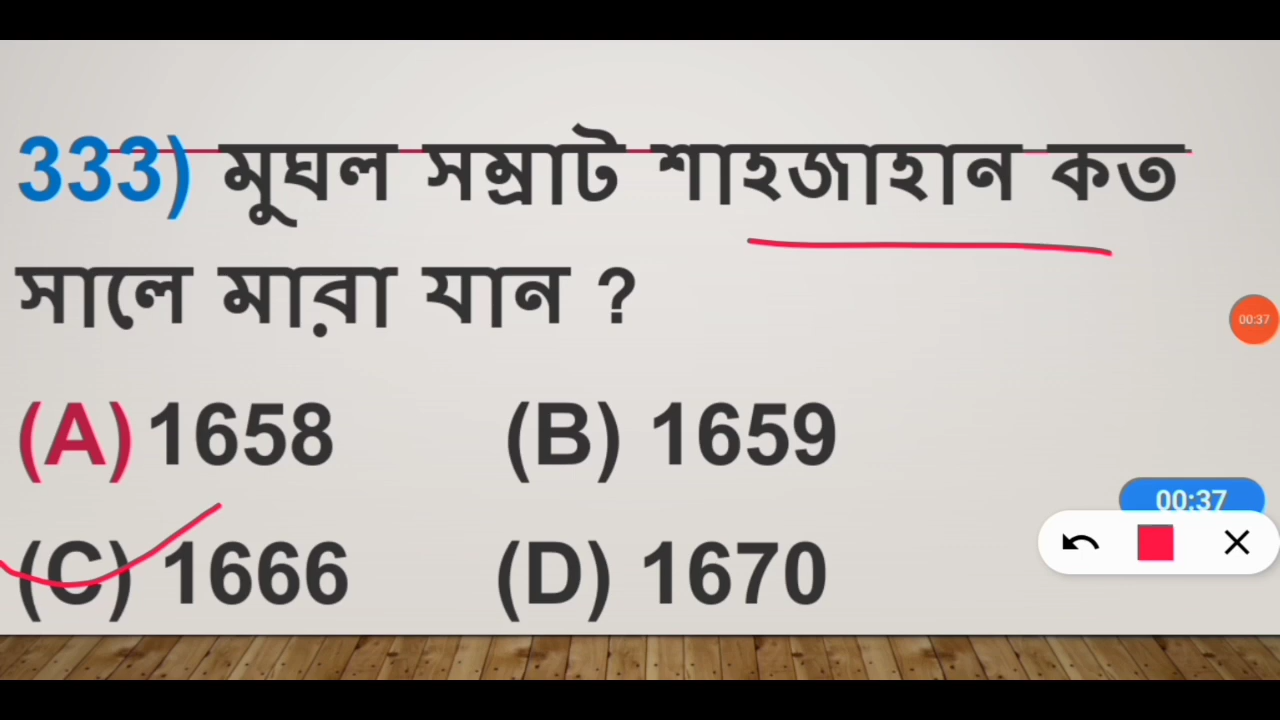 333) মুঘল সম্রাট শাহজাহান কত
সালে মারা যান ?
(A) 1658 (B) 1659
(C) 1666 (D) 1670
00:37
00:37